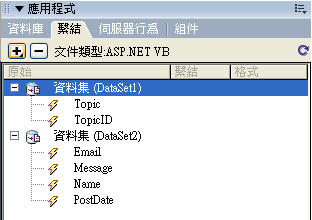 應用程式
資料庫 繫結 伺服器行為 組件
文件類型:ASP.NET VB
原始 繫結 格式
資料集 (DataSet1)
Topic
TopicID
資料集 (DataSet2)
Email
Message
Name
PostDate